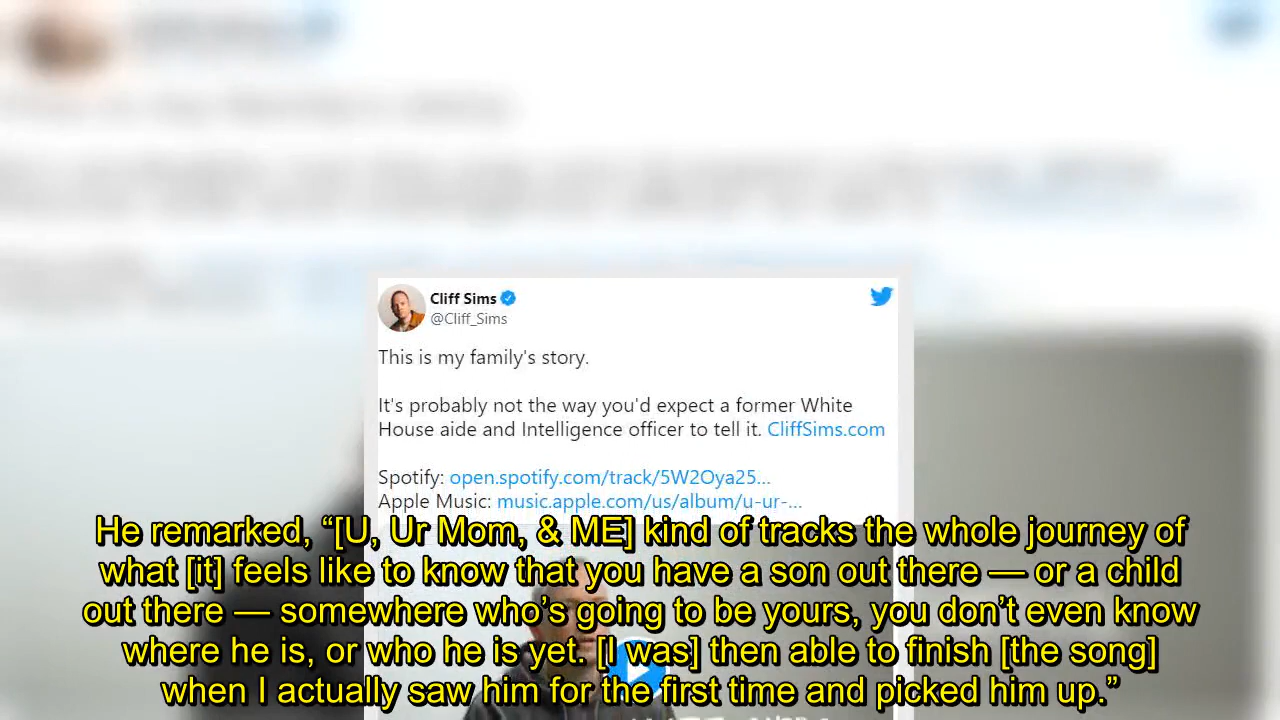 Cliff Sims
@Cliff_Sims
This is my family's story.
It's probably not the way you'd expect a former White
House aide and Intelligence officer to tell it. CliffSims.com
Spotify: open.spotify.com/track/5W2Oya25...
Apple Music: music.apple.com/us/album/u-ur-...
He remarked, “[U, Ur Mom, & ME] kind of tracks the whole journey of
what [it] feels like to know that you have a son out there — or a child
out there — somewhere who’s going to be yours, you don’t even know
where he is, or who he is yet. [I was] then able to finish [the song]
when I actually saw him for the first time and picked him up.”